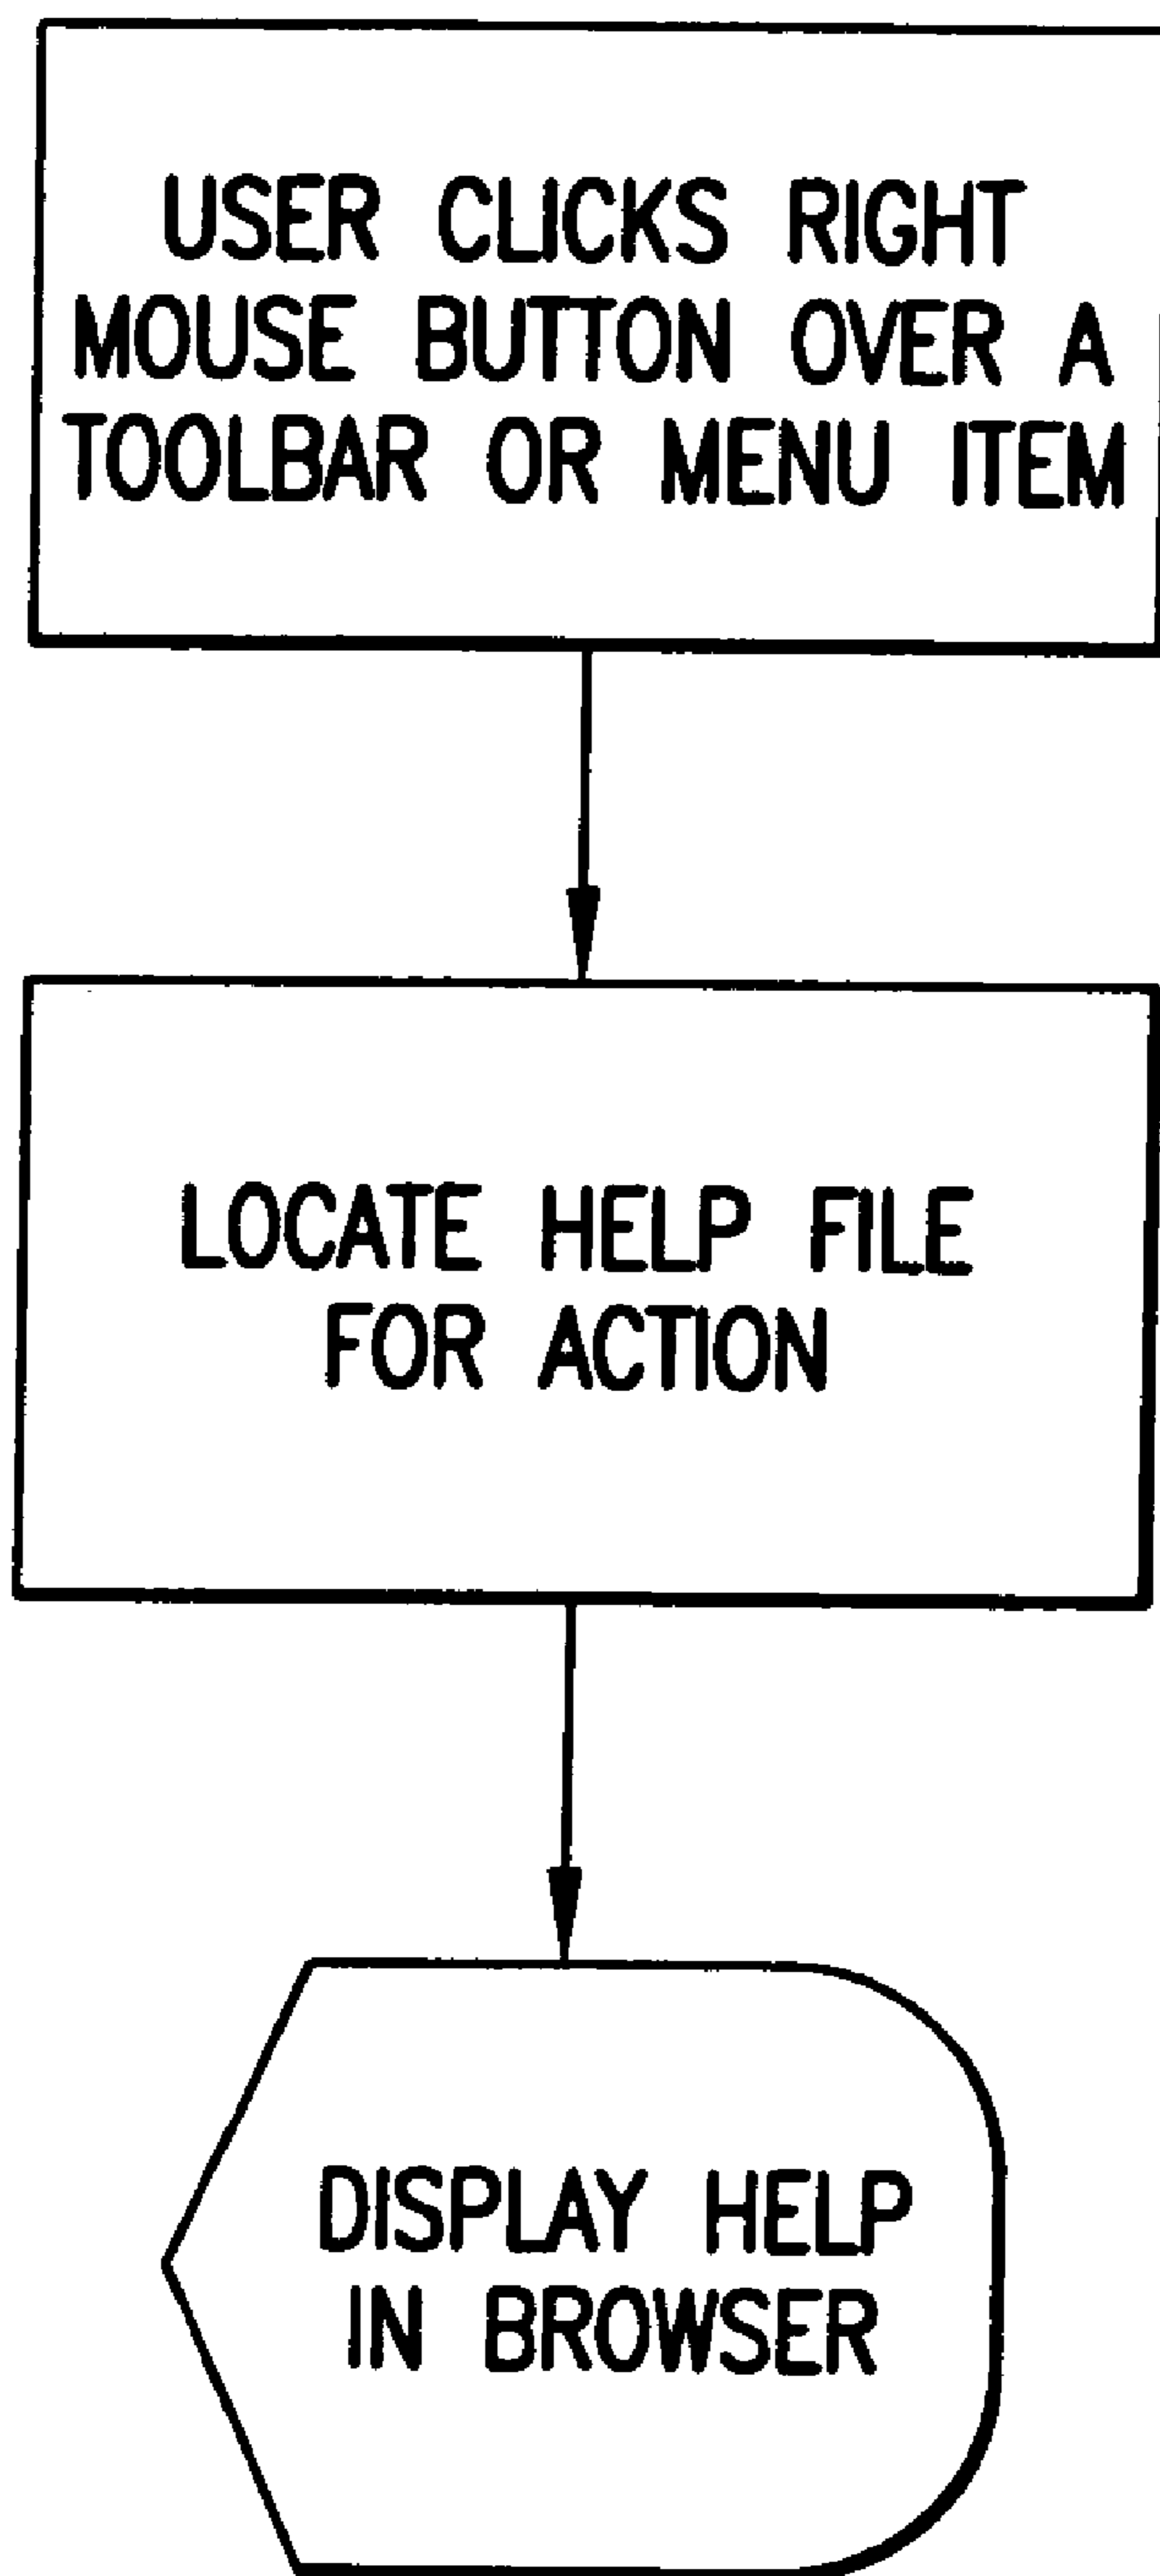 USER CLICKS RIGHT
MOUSE BUTTON OVER A
TOOLBAR OR MENU ITEM
LOCATE HELP FILE
FOR ACTION
DISPLAY HELP
IN BROWSER